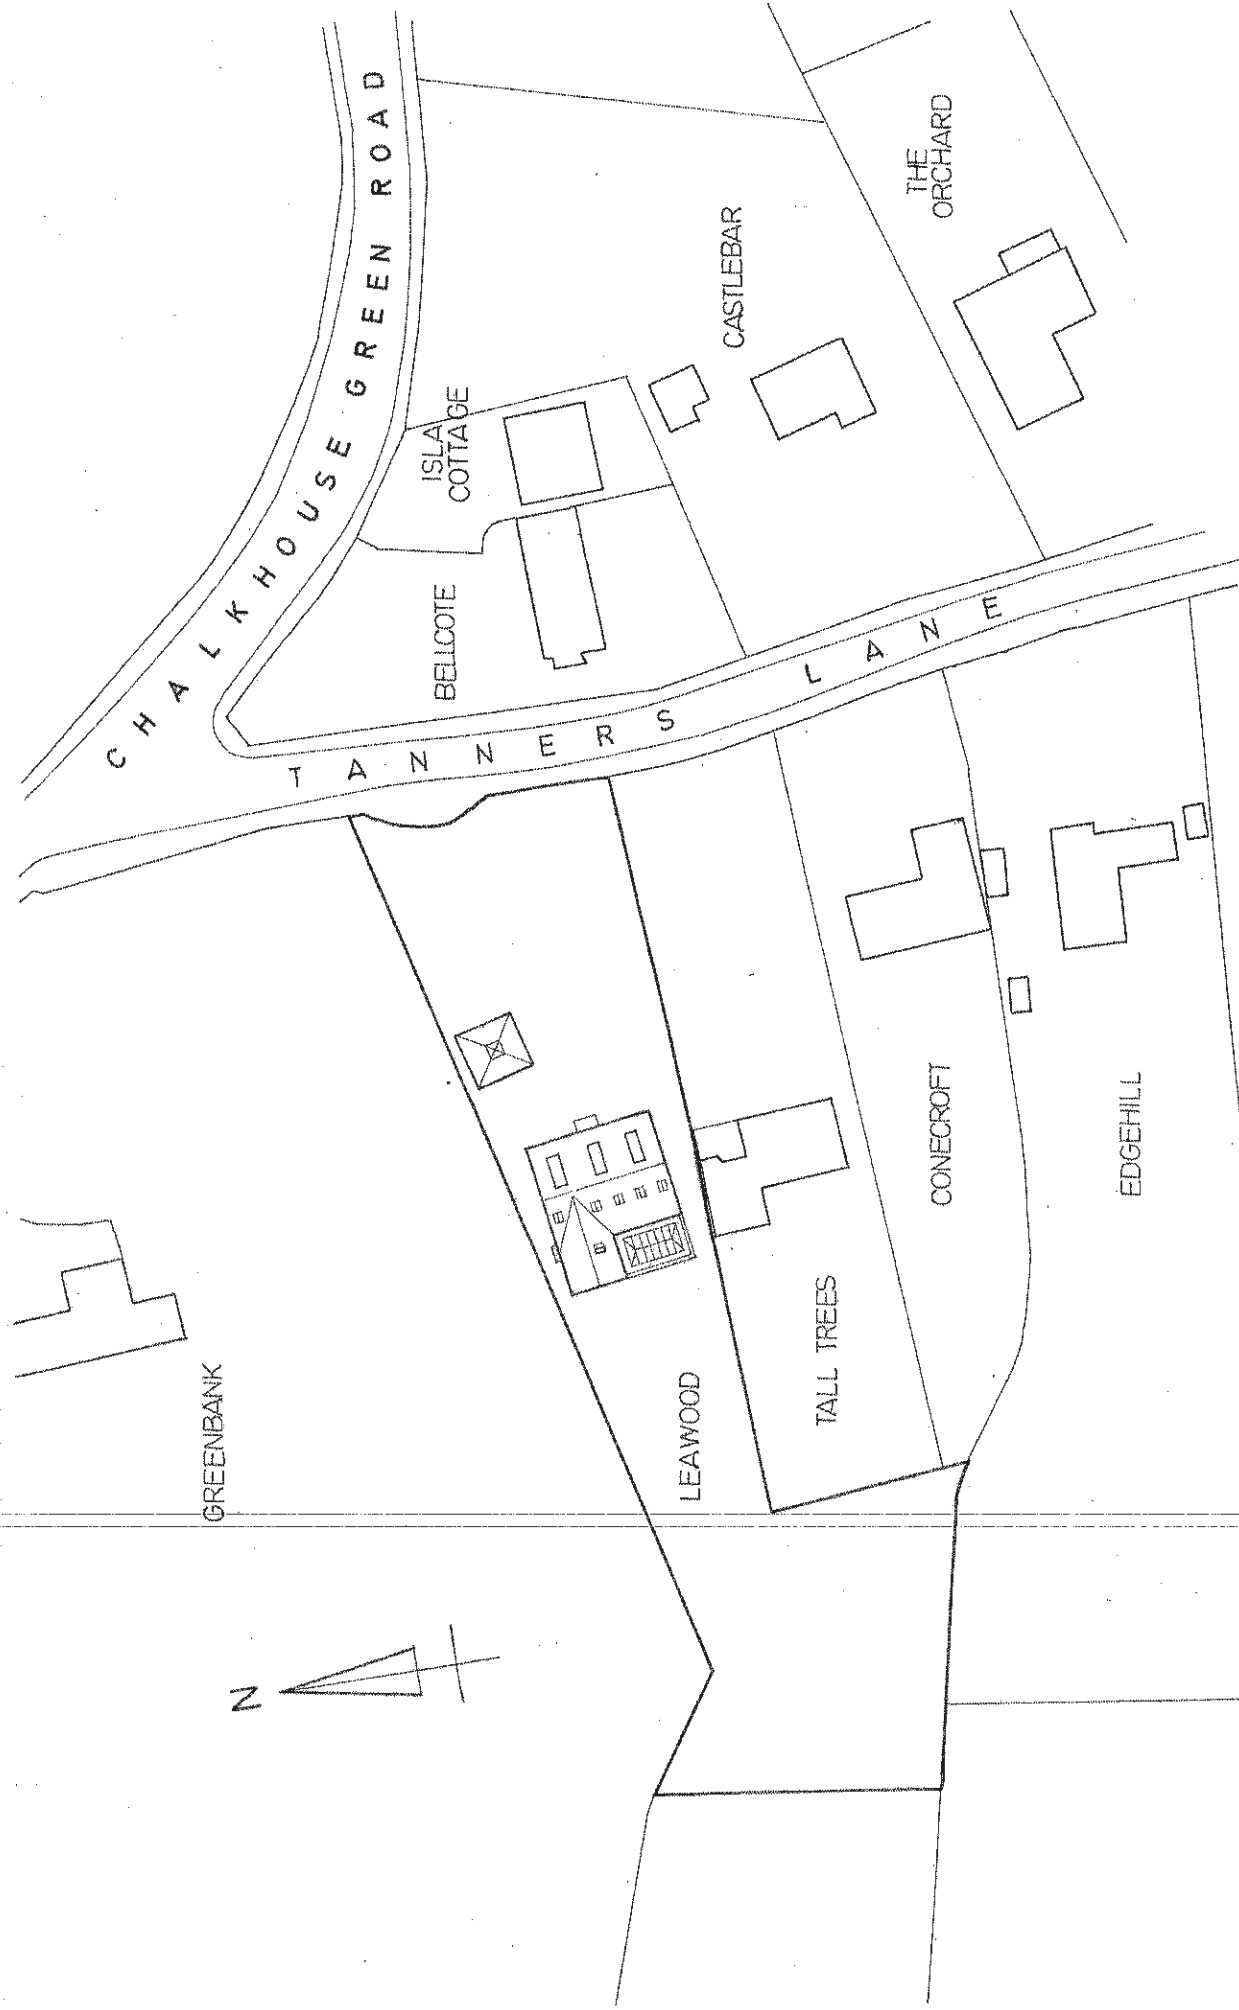 CHALKHOUSE GREEN ROAD
TANNERS LANE
GREENBANK
N
LEAWOOD
TALL TREES
CONECROFT
EDGEHILL
BELLCOTE
ISLA
COTTAGE
CASTLEBAR
THE
ORCHARD